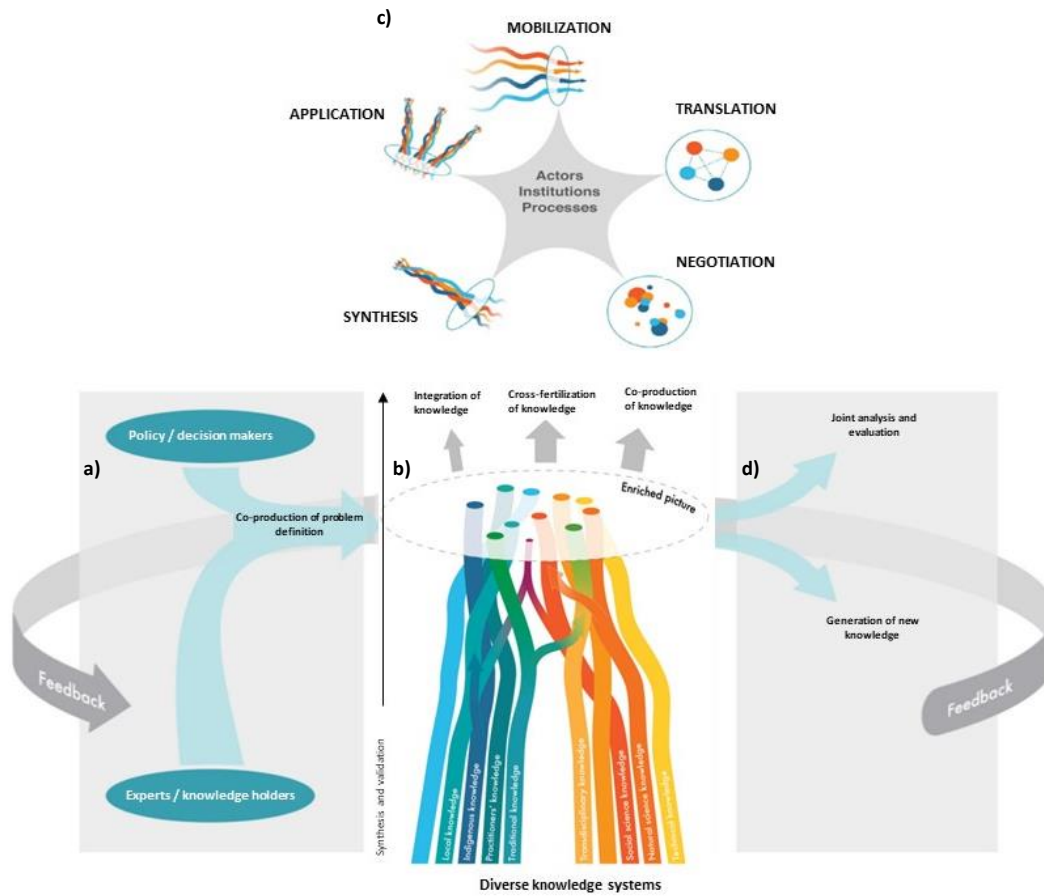 c)
MOBILIZATION
APPLICATION
TRANSLATION
Actors
Institutions
Processes
NEGOTIATION
SYNTHESIS
a)
Policy / decision makers
Co-production of problem
definition
Feedback
Experts / knowledge holders
b)
Integration of
knowledge
Cross-fertilization
of knowledge
Co-production of
knowledge
Enriched picture
Synthesis and validation
Local knowledge
Indigenous knowledge
Practitioners' knowledge
Traditional knowledge
Transdisciplinary knowledge
Social science knowledge
Natural science knowledge
Technical knowledge
Diverse knowledge systems
d)
Joint analysis and
evaluation
Generation of new
knowledge
Feedback